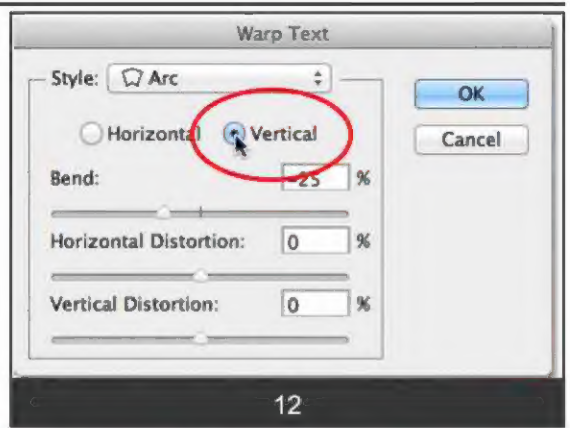 Warp Text
Style: Arc
OK
Horizontal Vertical
Cancel
Bend: -25 %
Horizontal Distortion: 0 %
Vertical Distortion: 0 %
12